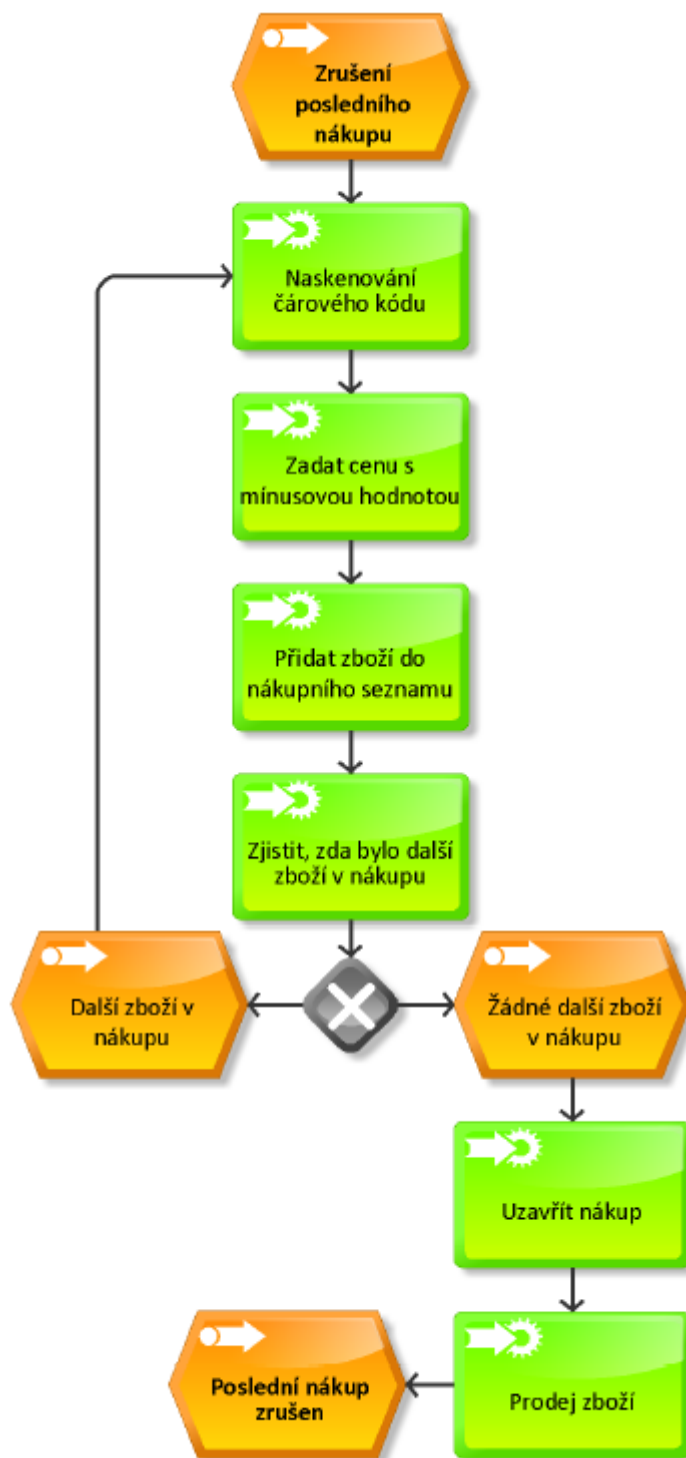 Zrušení
posledního
nákupu
Naskenování
čárového kódu
Zadat cenu s
mínusovou hodnotou
Přidat zboží do
nákupního seznamu
Zjistit, zda bylo další
zboží v nákupu
Další zboží v
nákupu
Žádné další zboží
v nákupu
Uzavřít nákup
Poslední nákup
zrušen
Prodej zboží